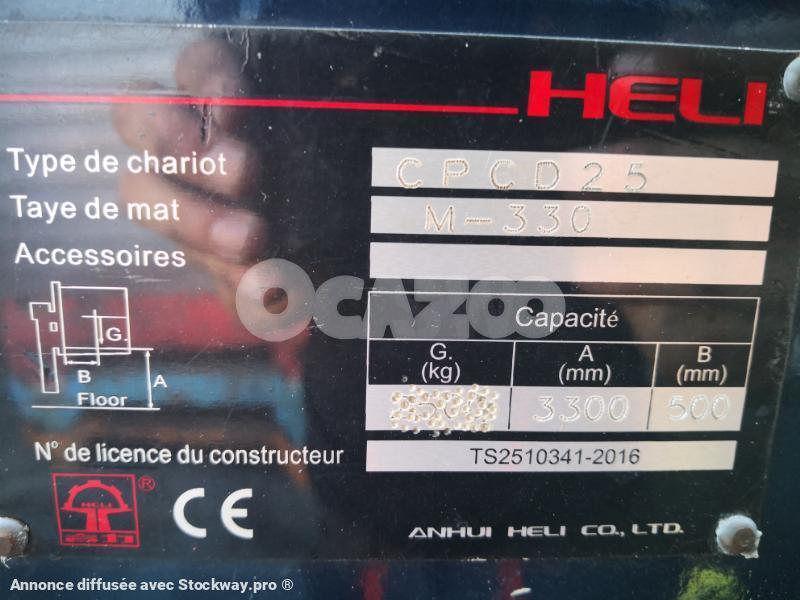 HELI
Type de chariot CPCD25
Taye de mat M-330
Accessoires
OCAZOO
Capacité
G. (kg) A (mm) B (mm)
3300 500
G.
B
A
Floor
N° de licence du constructeur TS2510341-2016
HELI ® CE ANHUI HELI CO., LTD.
Annonce diffusée avec Stockway.pro ®